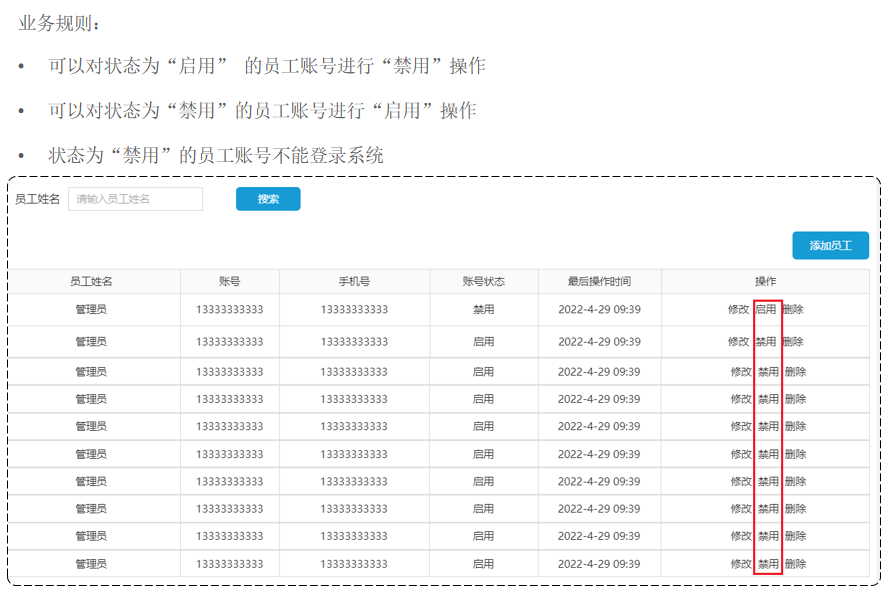 业务规则：
• 可以对状态为“启用” 的员工账号进行“禁用”操作
• 可以对状态为“禁用”的员工账号进行“启用”操作
• 状态为“禁用”的员工账号不能登录系统
员工姓名 请输入员工姓名 搜索
添加员工
员工姓名 账号 手机号 账号状态 最后操作时间 操作
管理员 13333333333 13333333333 禁用 2022-4-29 09:39 修改 启用 删除
管理员 13333333333 13333333333 启用 2022-4-29 09:39 修改 禁用 删除
管理员 13333333333 13333333333 启用 2022-4-29 09:39 修改 禁用 删除
管理员 13333333333 13333333333 启用 2022-4-29 09:39 修改 禁用 删除
管理员 13333333333 13333333333 启用 2022-4-29 09:39 修改 禁用 删除
管理员 13333333333 13333333333 启用 2022-4-29 09:39 修改 禁用 删除
管理员 13333333333 13333333333 启用 2022-4-29 09:39 修改 禁用 删除
管理员 13333333333 13333333333 启用 2022-4-29 09:39 修改 禁用 删除
管理员 13333333333 13333333333 启用 2022-4-29 09:39 修改 禁用 删除
管理员 13333333333 13333333333 启用 2022-4-29 09:39 修改 禁用 删除